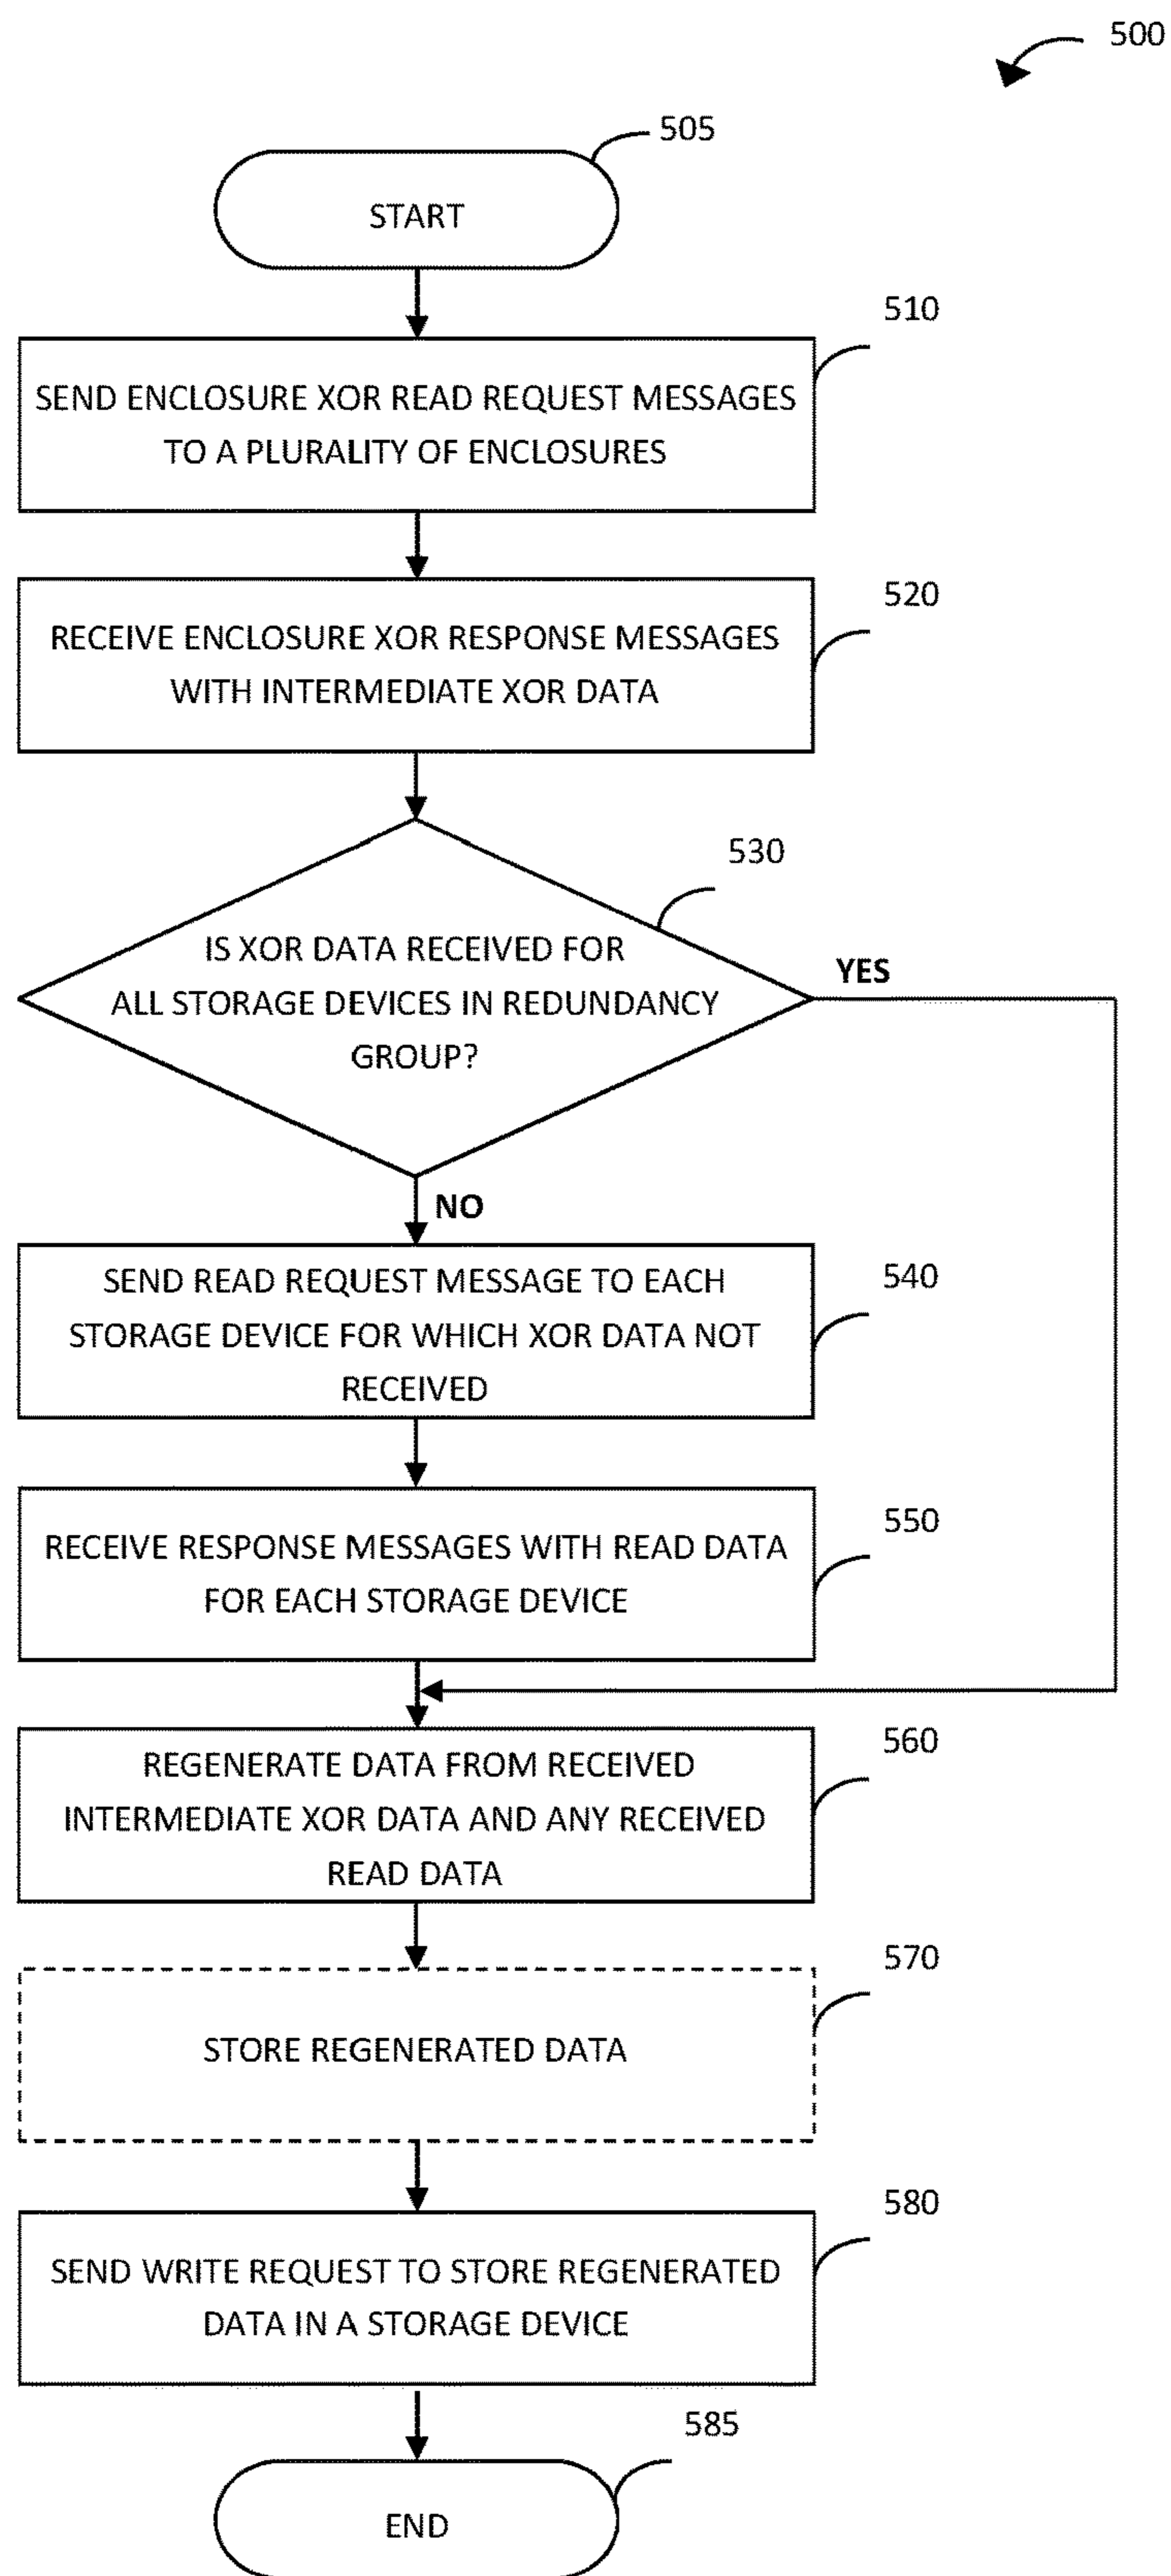 500
505
START
510
SEND ENCLOSURE XOR READ REQUEST MESSAGES
TO A PLURALITY OF ENCLOSURES
520
RECEIVE ENCLOSURE XOR RESPONSE MESSAGES
WITH INTERMEDIATE XOR DATA
530
IS XOR DATA RECEIVED FOR
ALL STORAGE DEVICES IN REDUNDANCY
GROUP?
YES
NO
540
SEND READ REQUEST MESSAGE TO EACH
STORAGE DEVICE FOR WHICH XOR DATA NOT
RECEIVED
550
RECEIVE RESPONSE MESSAGES WITH READ DATA
FOR EACH STORAGE DEVICE
560
REGENERATE DATA FROM RECEIVED
INTERMEDIATE XOR DATA AND ANY RECEIVED
READ DATA
570
STORE REGENERATED DATA
580
SEND WRITE REQUEST TO STORE REGENERATED
DATA IN A STORAGE DEVICE
585
END